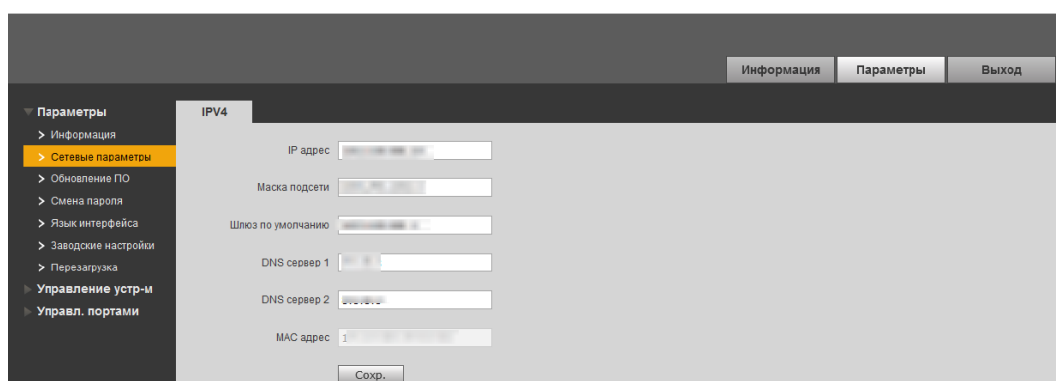 Информация Параметры Выход
Параметры
IPV4
Информация
Сетевые параметры
Обновление ПО
Смена пароля
Язык интерфейса
Заводские настройки
Перезагрузка
Управление устр-м
Управл. портами
IP адрес
Маска подсети
Шлюз по умолчанию
DNS сервер 1
DNS сервер 2
MAC адрес
Сохр.